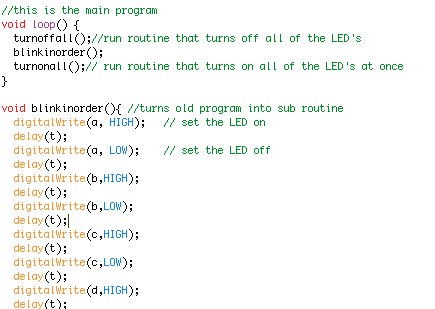 //this is the main program
void loop() {
  turnoffall();//run routine that turns off all of the LED's
  blinkinorder();
  turnonall();// run routine that turns on all of the LED's at once
}

void blinkinorder(){ //turns old program into sub routine
  digitalWrite(a, HIGH);   // set the LED on
  delay(t);
  digitalWrite(a, LOW);    // set the LED off
  delay(t);
  digitalWrite(b,HIGH);
  delay(t);
  digitalWrite(b,LOW);
  delay(t);
  digitalWrite(c,HIGH);
  delay(t);
  digitalWrite(c,LOW);
  delay(t);
  digitalWrite(d,HIGH);
  delay(t);